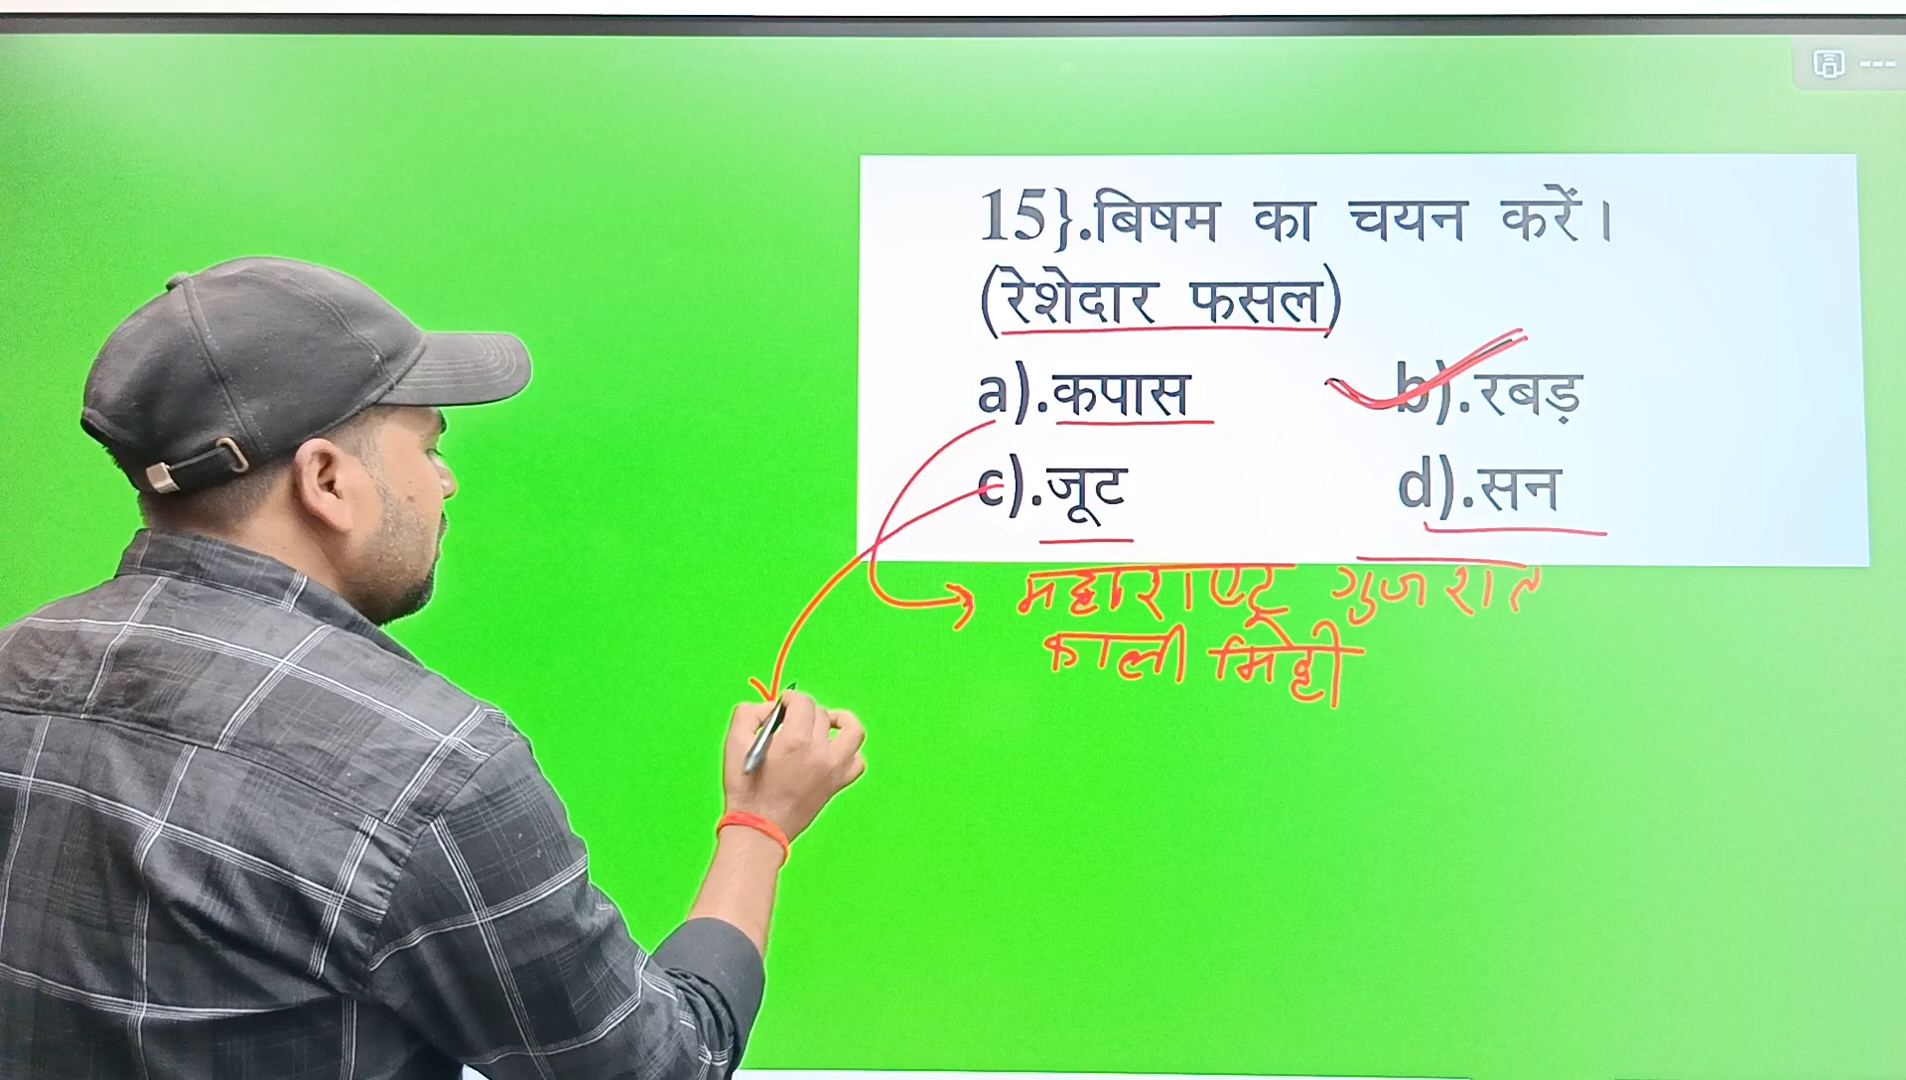 15}.बिषम का चयन करें।
(रेशेदार फसल)
a).कपास b).रबड़
c).जूट d).सन
महाराष्ट्र गुजरात
काली मिट्टी